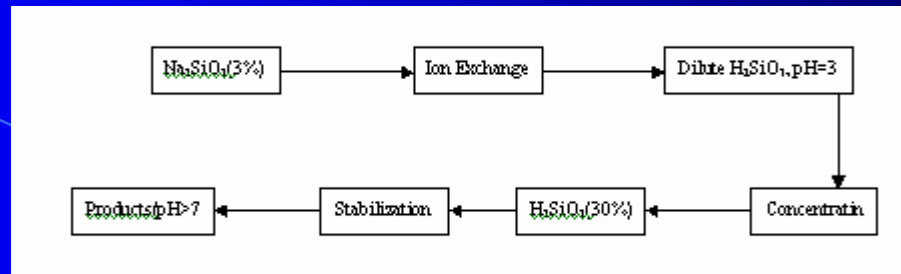 Na₂SiO₃(3%)
Ion Exchange
Dilute H₂SiO₃, pH=3
Concentratin
H₂SiO₃(30%)
Stabilization
Products/pH>7